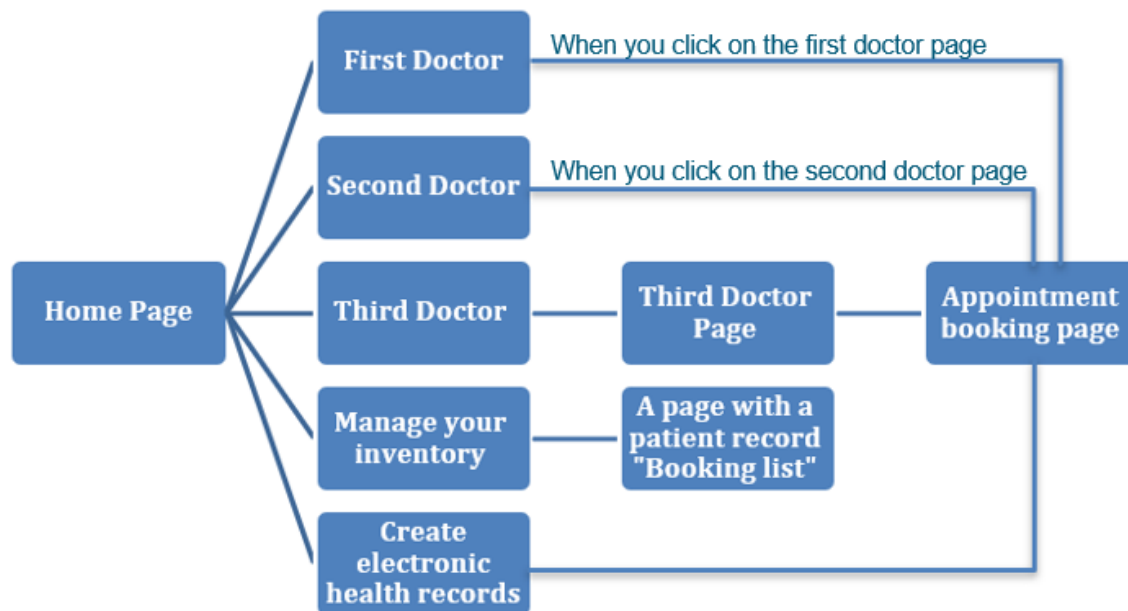 First Doctor
When you click on the first doctor page
Second Doctor
When you click on the second doctor page
Home Page
Third Doctor
Third Doctor
Page
Appointment
booking page
Manage your
inventory
A page with a
patient record
"Booking list"
Create
electronic
health records